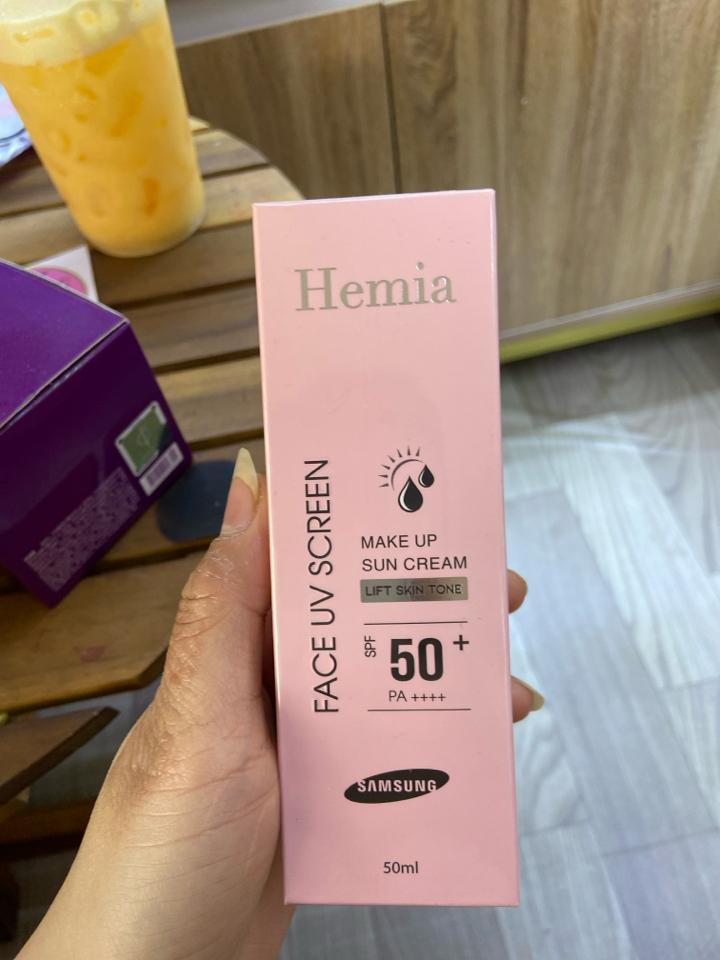 Hemia
FACE UV SCREEN
MAKE UP
SUN CREAM
LIFT SKIN TONE
SPF 50+
PA ++++
SAMSUNG
50ml